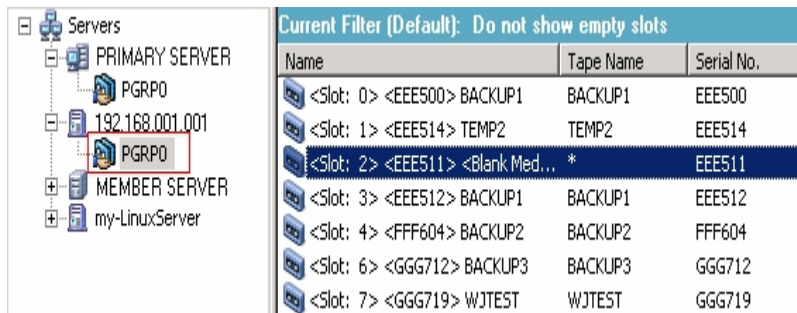 Servers
PRIMARY SERVER
PGRP0
192.168.001.001
PGRP0
MEMBER SERVER
my-LinuxServer
Current Filter (Default): Do not show empty slots
Name Tape Name Serial No.
<Slot: 0> <EEE500> BACKUP1 BACKUP1 EEE500
<Slot: 1> <EEE514> TEMP2 TEMP2 EEE514
<Slot: 2> <EEE511> <Blank Med... * EEE511
<Slot: 3> <EEE512> BACKUP1 BACKUP1 EEE512
<Slot: 4> <FFF604> BACKUP2 BACKUP2 FFF604
<Slot: 6> <GGG712> BACKUP3 BACKUP3 GGG712
<Slot: 7> <GGG719> WJTEST WJTEST GGG719